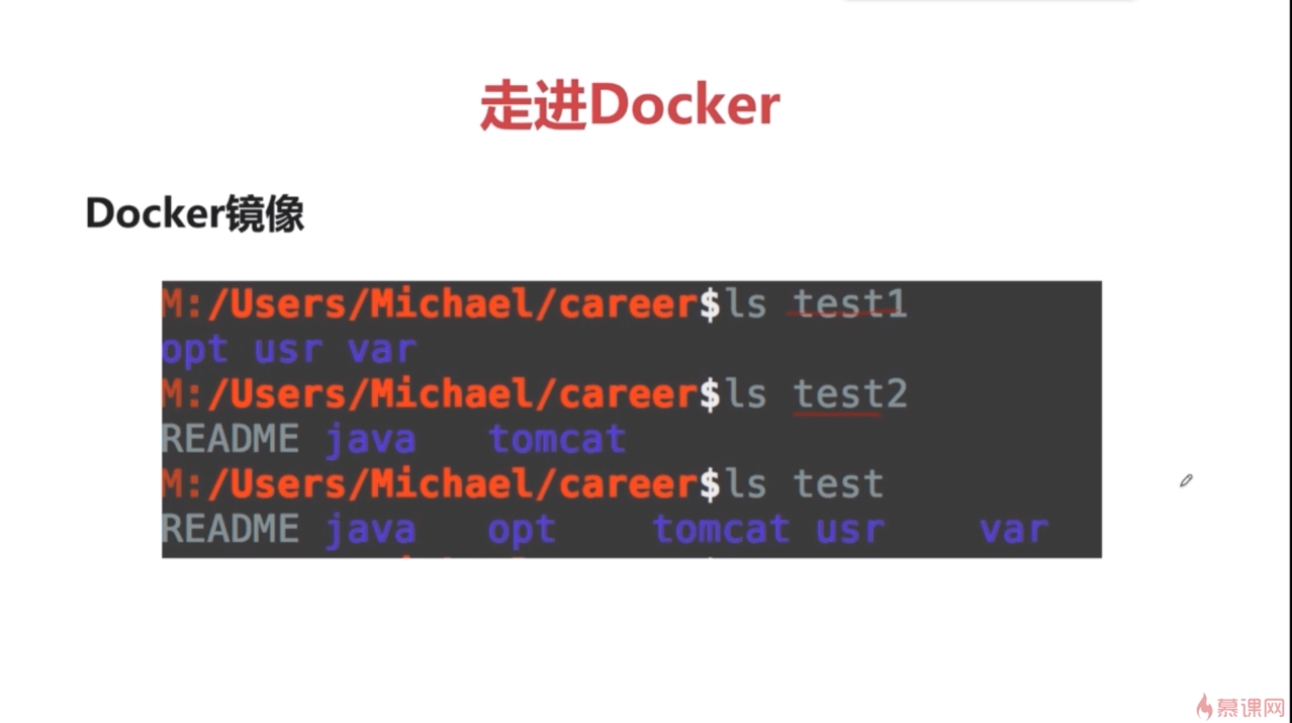 走进Docker
Docker镜像
M:/Users/Michael/career$ls test1
opt usr var
M:/Users/Michael/career$ls test2
README java tomcat
M:/Users/Michael/career$ls test
README java opt tomcat usr var
慕课网